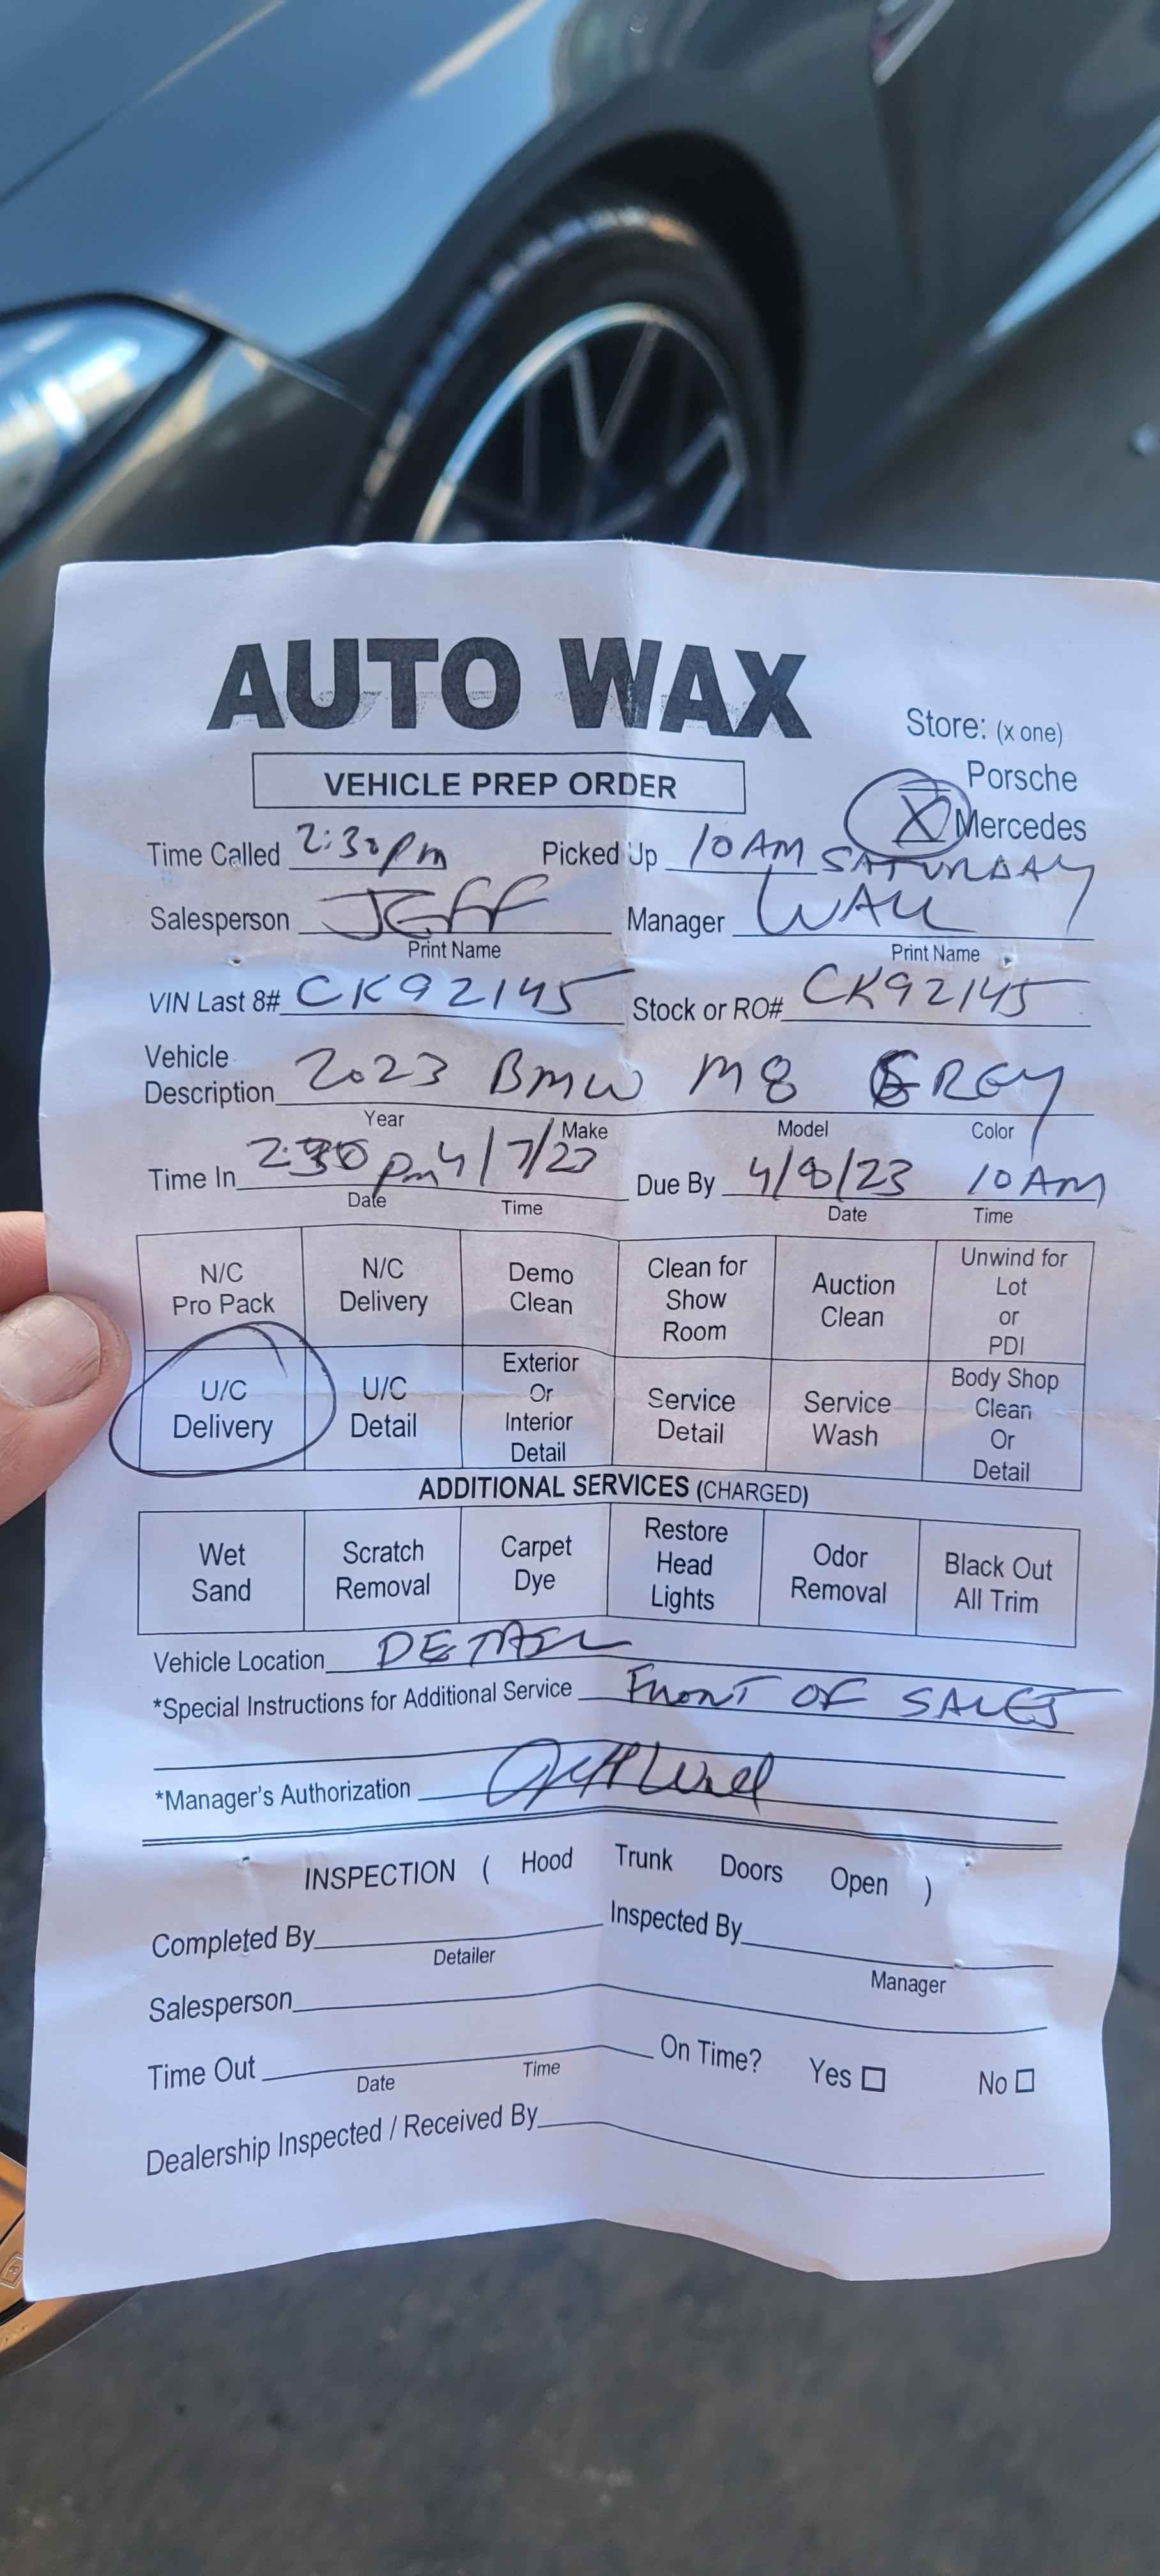 AUTO WAX
Store: (x one)
VEHICLE PREP ORDER
Porsche
X Mercedes
Time Called 2:30pm Picked Up 10AM SATURDAY
Salesperson JEFF Manager WALL
Print Name Print Name
VIN Last 8# CK92145 Stock or RO# CK92145
Vehicle
Description 2023 BMW M8 GREY
Year Make Model Color
Time In 2:30pm 4/7/23 Due By 4/8/23 10AM
Date Time Date Time
N/C Pro Pack N/C Delivery Demo Clean Clean for Show Room Auction Clean Unwind for Lot or PDI
U/C Delivery U/C Detail Exterior Or Interior Detail Service Detail Service Wash Body Shop Clean Or Detail
ADDITIONAL SERVICES (CHARGED)
Wet Sand Scratch Removal Carpet Dye Restore Head Lights Odor Removal Black Out All Trim
Vehicle Location DETAIL
*Special Instructions for Additional Service FRONT OF SALES
*Manager's Authorization
INSPECTION ( Hood Trunk Doors Open )
Completed By Inspected By
Detailer Manager
Salesperson
Time Out On Time? Yes No
Date Time
Dealership Inspected / Received By